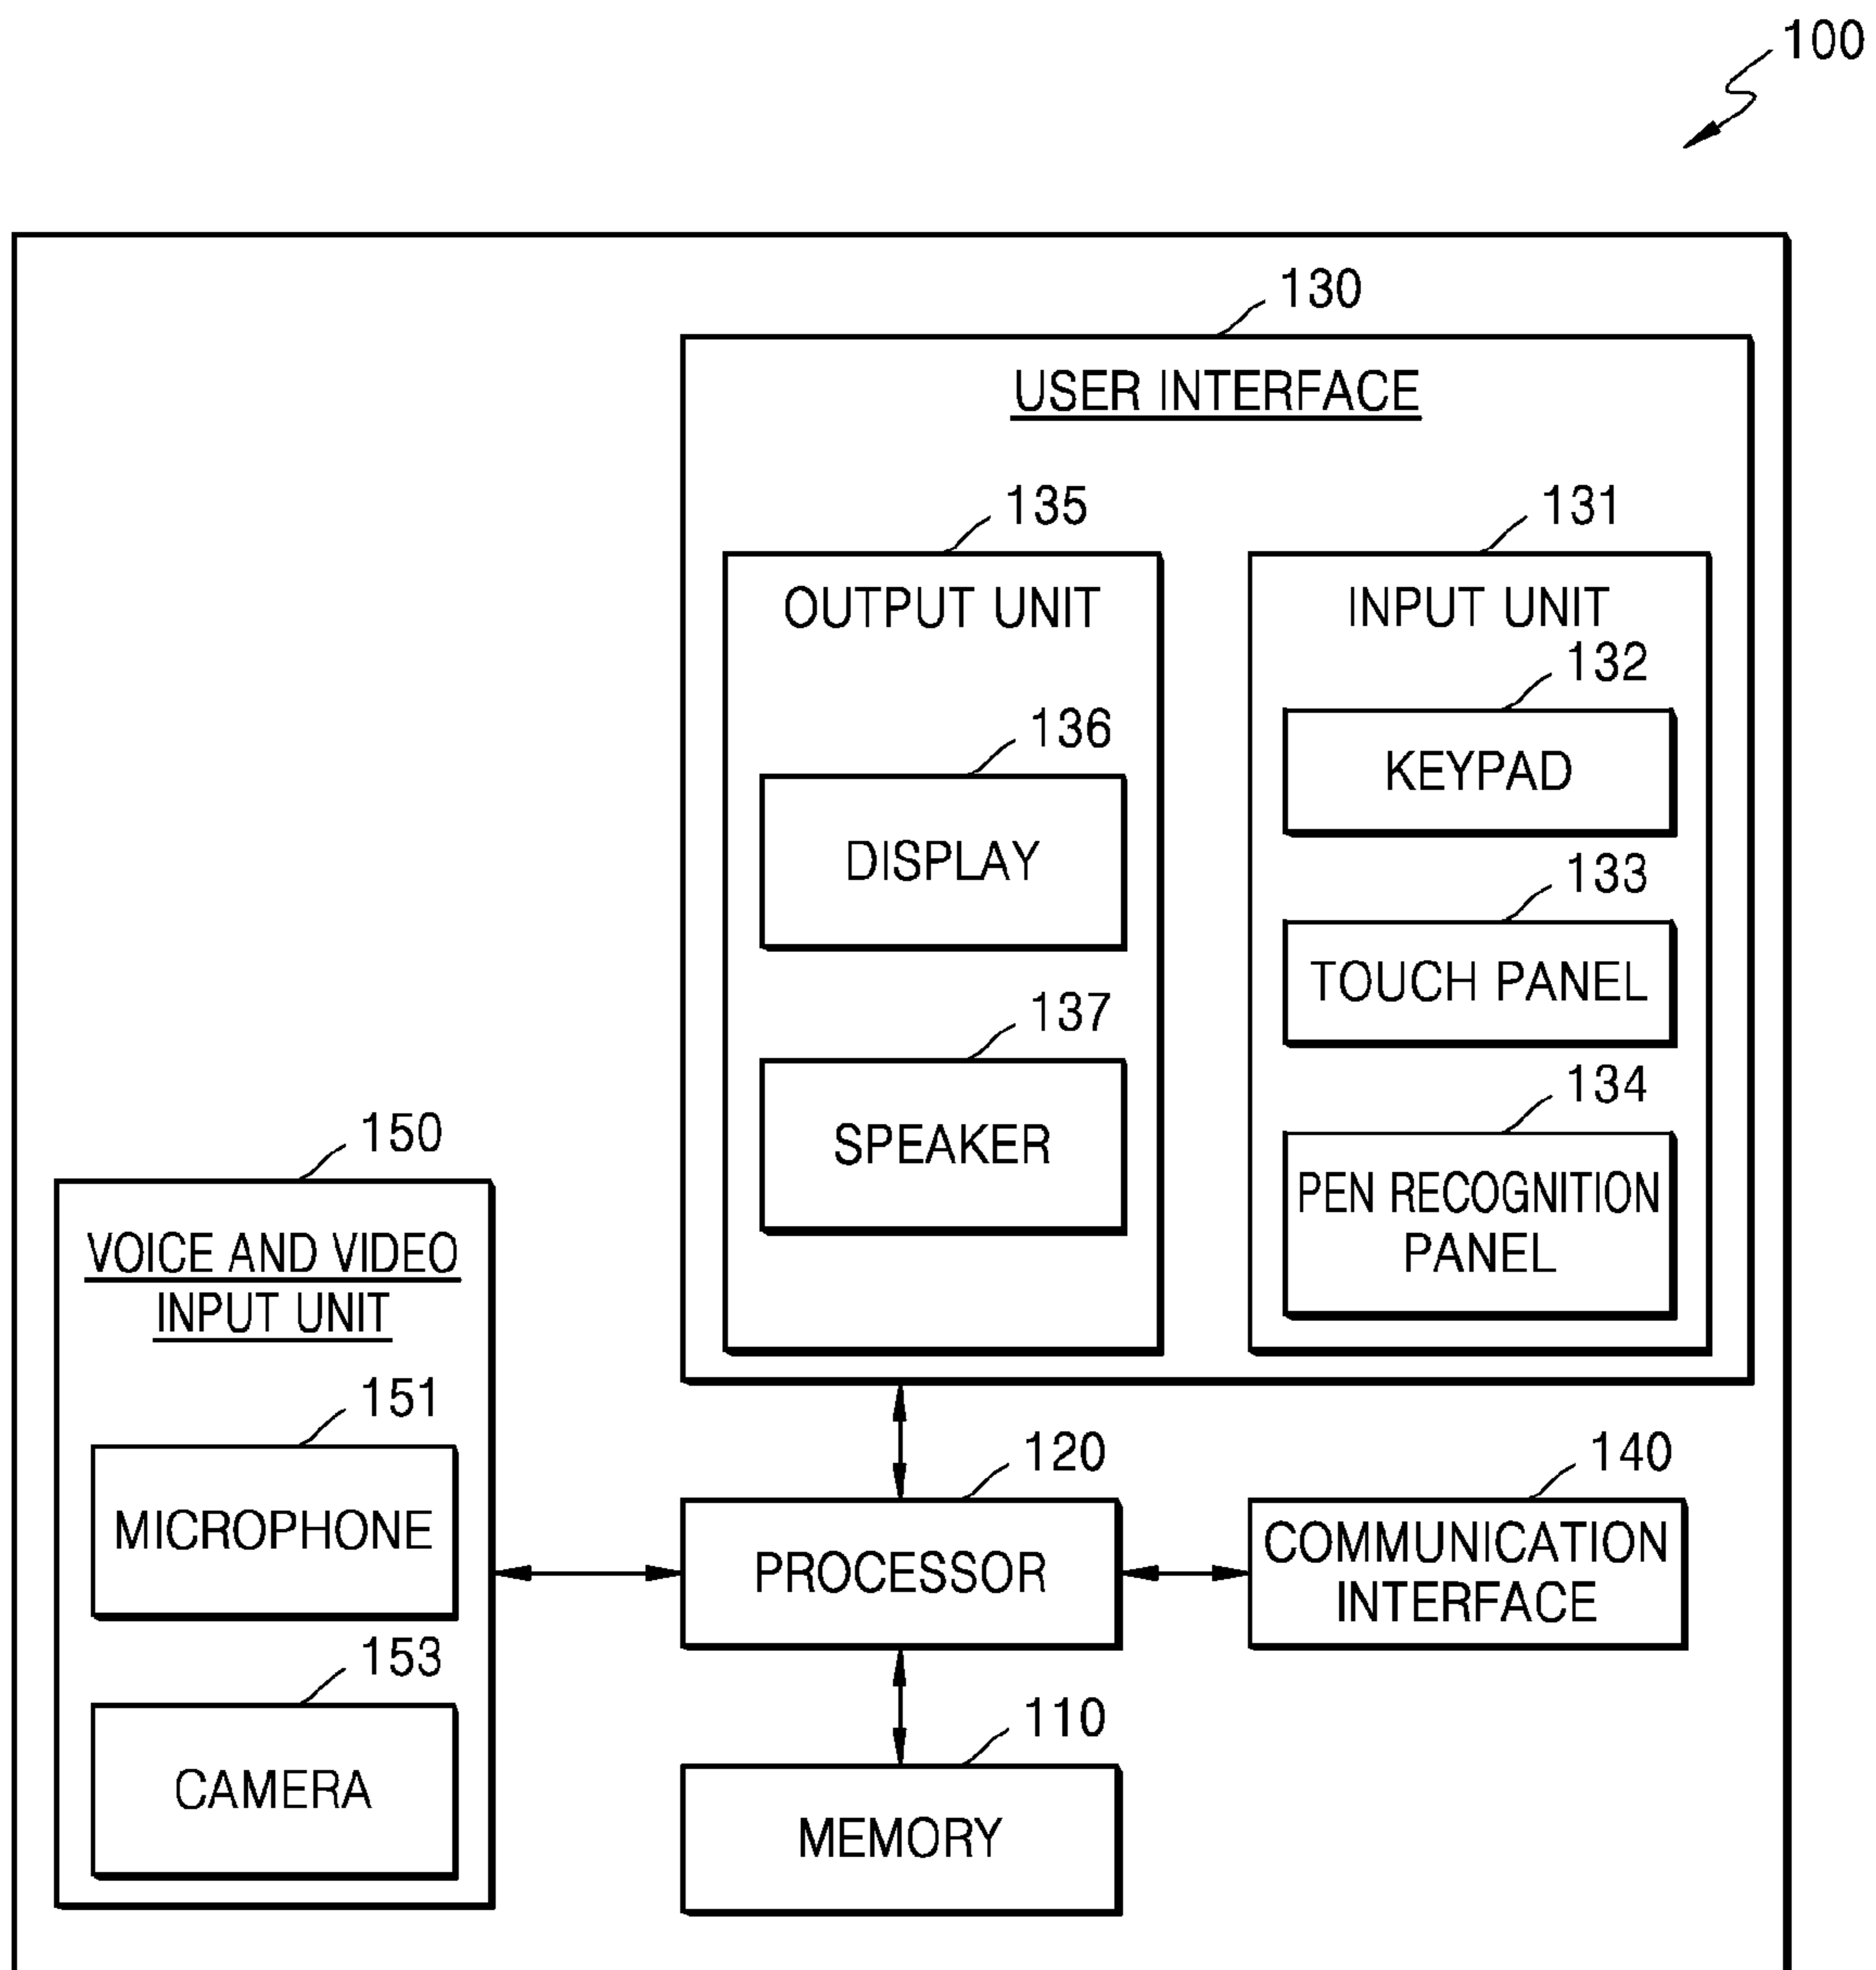 100
130
USER INTERFACE
135
OUTPUT UNIT
136
DISPLAY
137
SPEAKER
131
INPUT UNIT
132
KEYPAD
133
TOUCH PANEL
134
PEN RECOGNITION
PANEL
150
VOICE AND VIDEO
INPUT UNIT
151
MICROPHONE
153
CAMERA
120
PROCESSOR
140
COMMUNICATION
INTERFACE
110
MEMORY